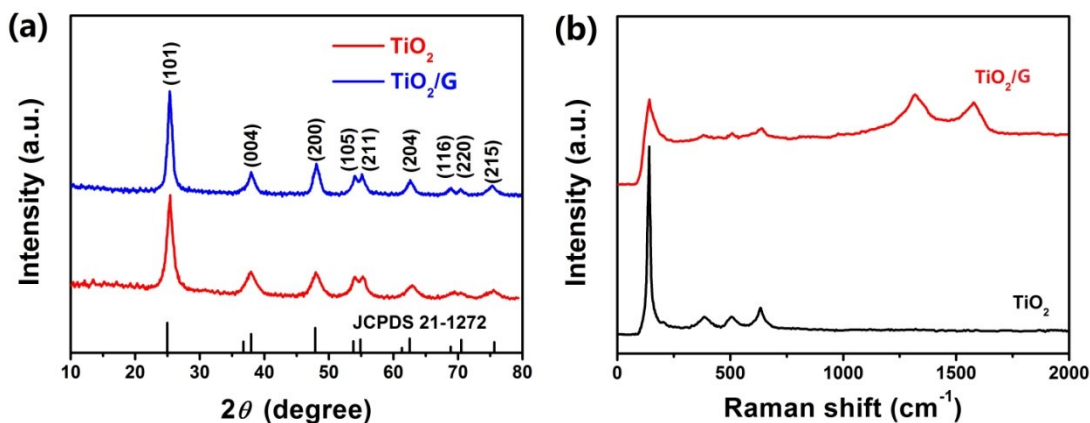 (a)
TiO₂
TiO₂/G
(101)
(004)
(200)
(105)
(211)
(204)
(116)
(220)
(215)
JCPDS 21-1272
Intensity (a.u.)
10 20 30 40 50 60 70 80
2θ (degree)
(b)
TiO₂/G
TiO₂
Intensity (a.u.)
0 500 1000 1500 2000
Raman shift (cm⁻¹)